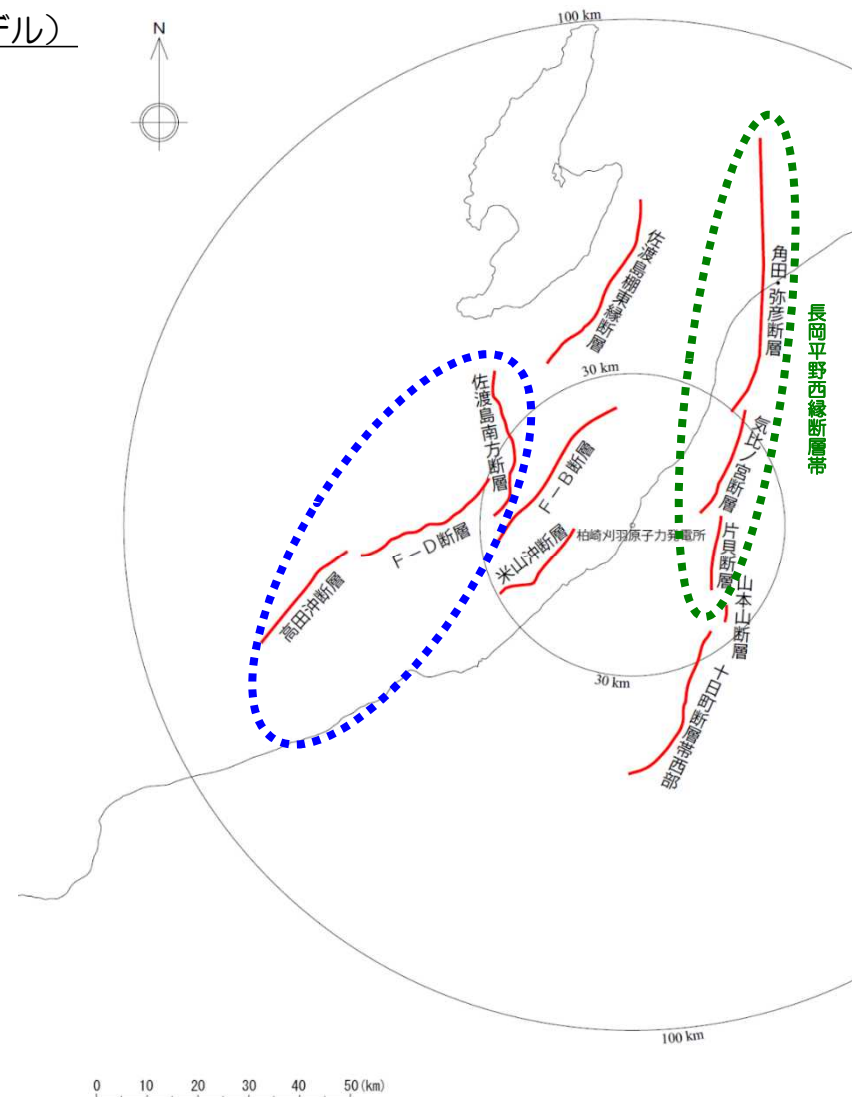 デル）
N
100 km
佐渡島棚東縁断層
角田・弥彦断層
長岡平野西縁断層帯
30 km
佐渡島南方断層
気比ノ宮断層
F－B断層
F－D断層
柏崎刈羽原子力発電所
片貝断層
米山沖断層
高田沖断層
山本山断層
30 km
十日町断層帯西部
100 km
0 10 20 30 40 50(km)